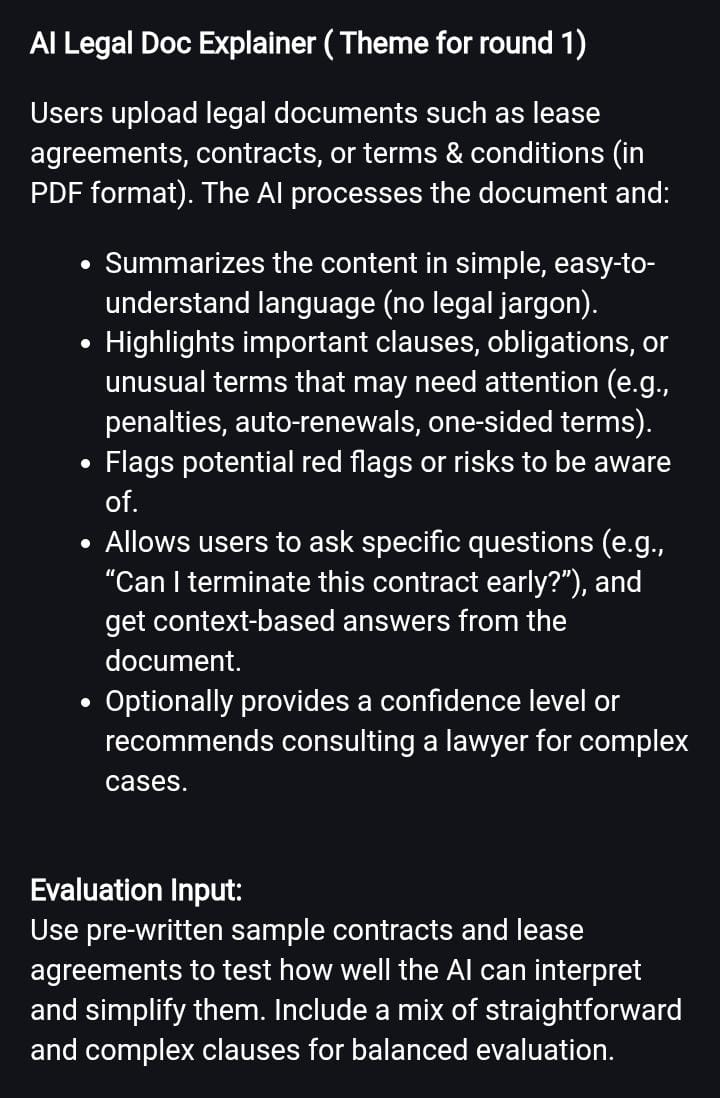 AI Legal Doc Explainer ( Theme for round 1)
Users upload legal documents such as lease
agreements, contracts, or terms & conditions (in
PDF format). The AI processes the document and:
• Summarizes the content in simple, easy-to-
understand language (no legal jargon).
• Highlights important clauses, obligations, or
unusual terms that may need attention (e.g.,
penalties, auto-renewals, one-sided terms).
• Flags potential red flags or risks to be aware
of.
• Allows users to ask specific questions (e.g.,
“Can I terminate this contract early?”), and
get context-based answers from the
document.
• Optionally provides a confidence level or
recommends consulting a lawyer for complex
cases.
Evaluation Input:
Use pre-written sample contracts and lease
agreements to test how well the AI can interpret
and simplify them. Include a mix of straightforward
and complex clauses for balanced evaluation.